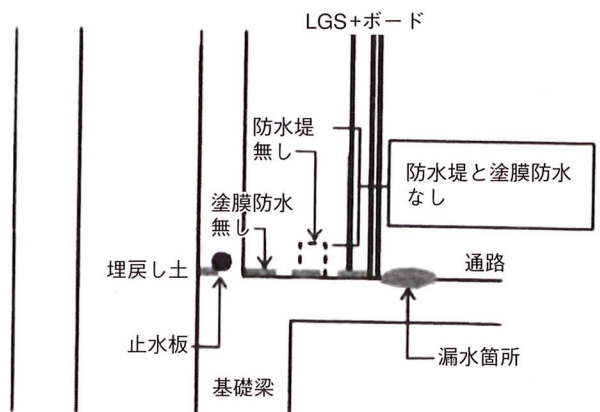 LGS+ボード
防水堤
無し
防水堤と塗膜防水
なし
塗膜防水
無し
埋戻し土
通路
止水板
漏水箇所
基礎梁